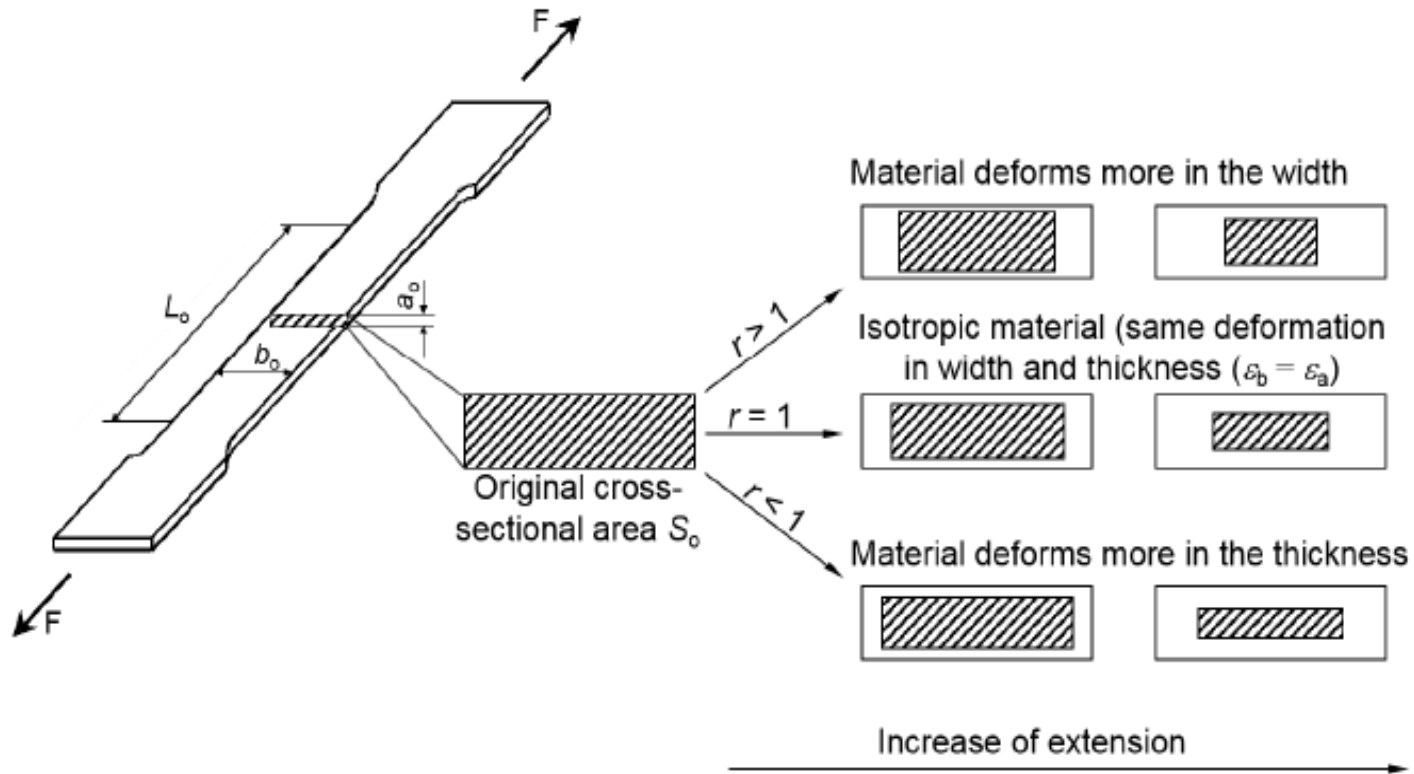 F
Material deforms more in the width
Lo
ao
bo
r > 1
Isotropic material (same deformation
in width and thickness (εb = εa)
r = 1
Original cross-
sectional area So
r < 1
Material deforms more in the thickness
F
Increase of extension